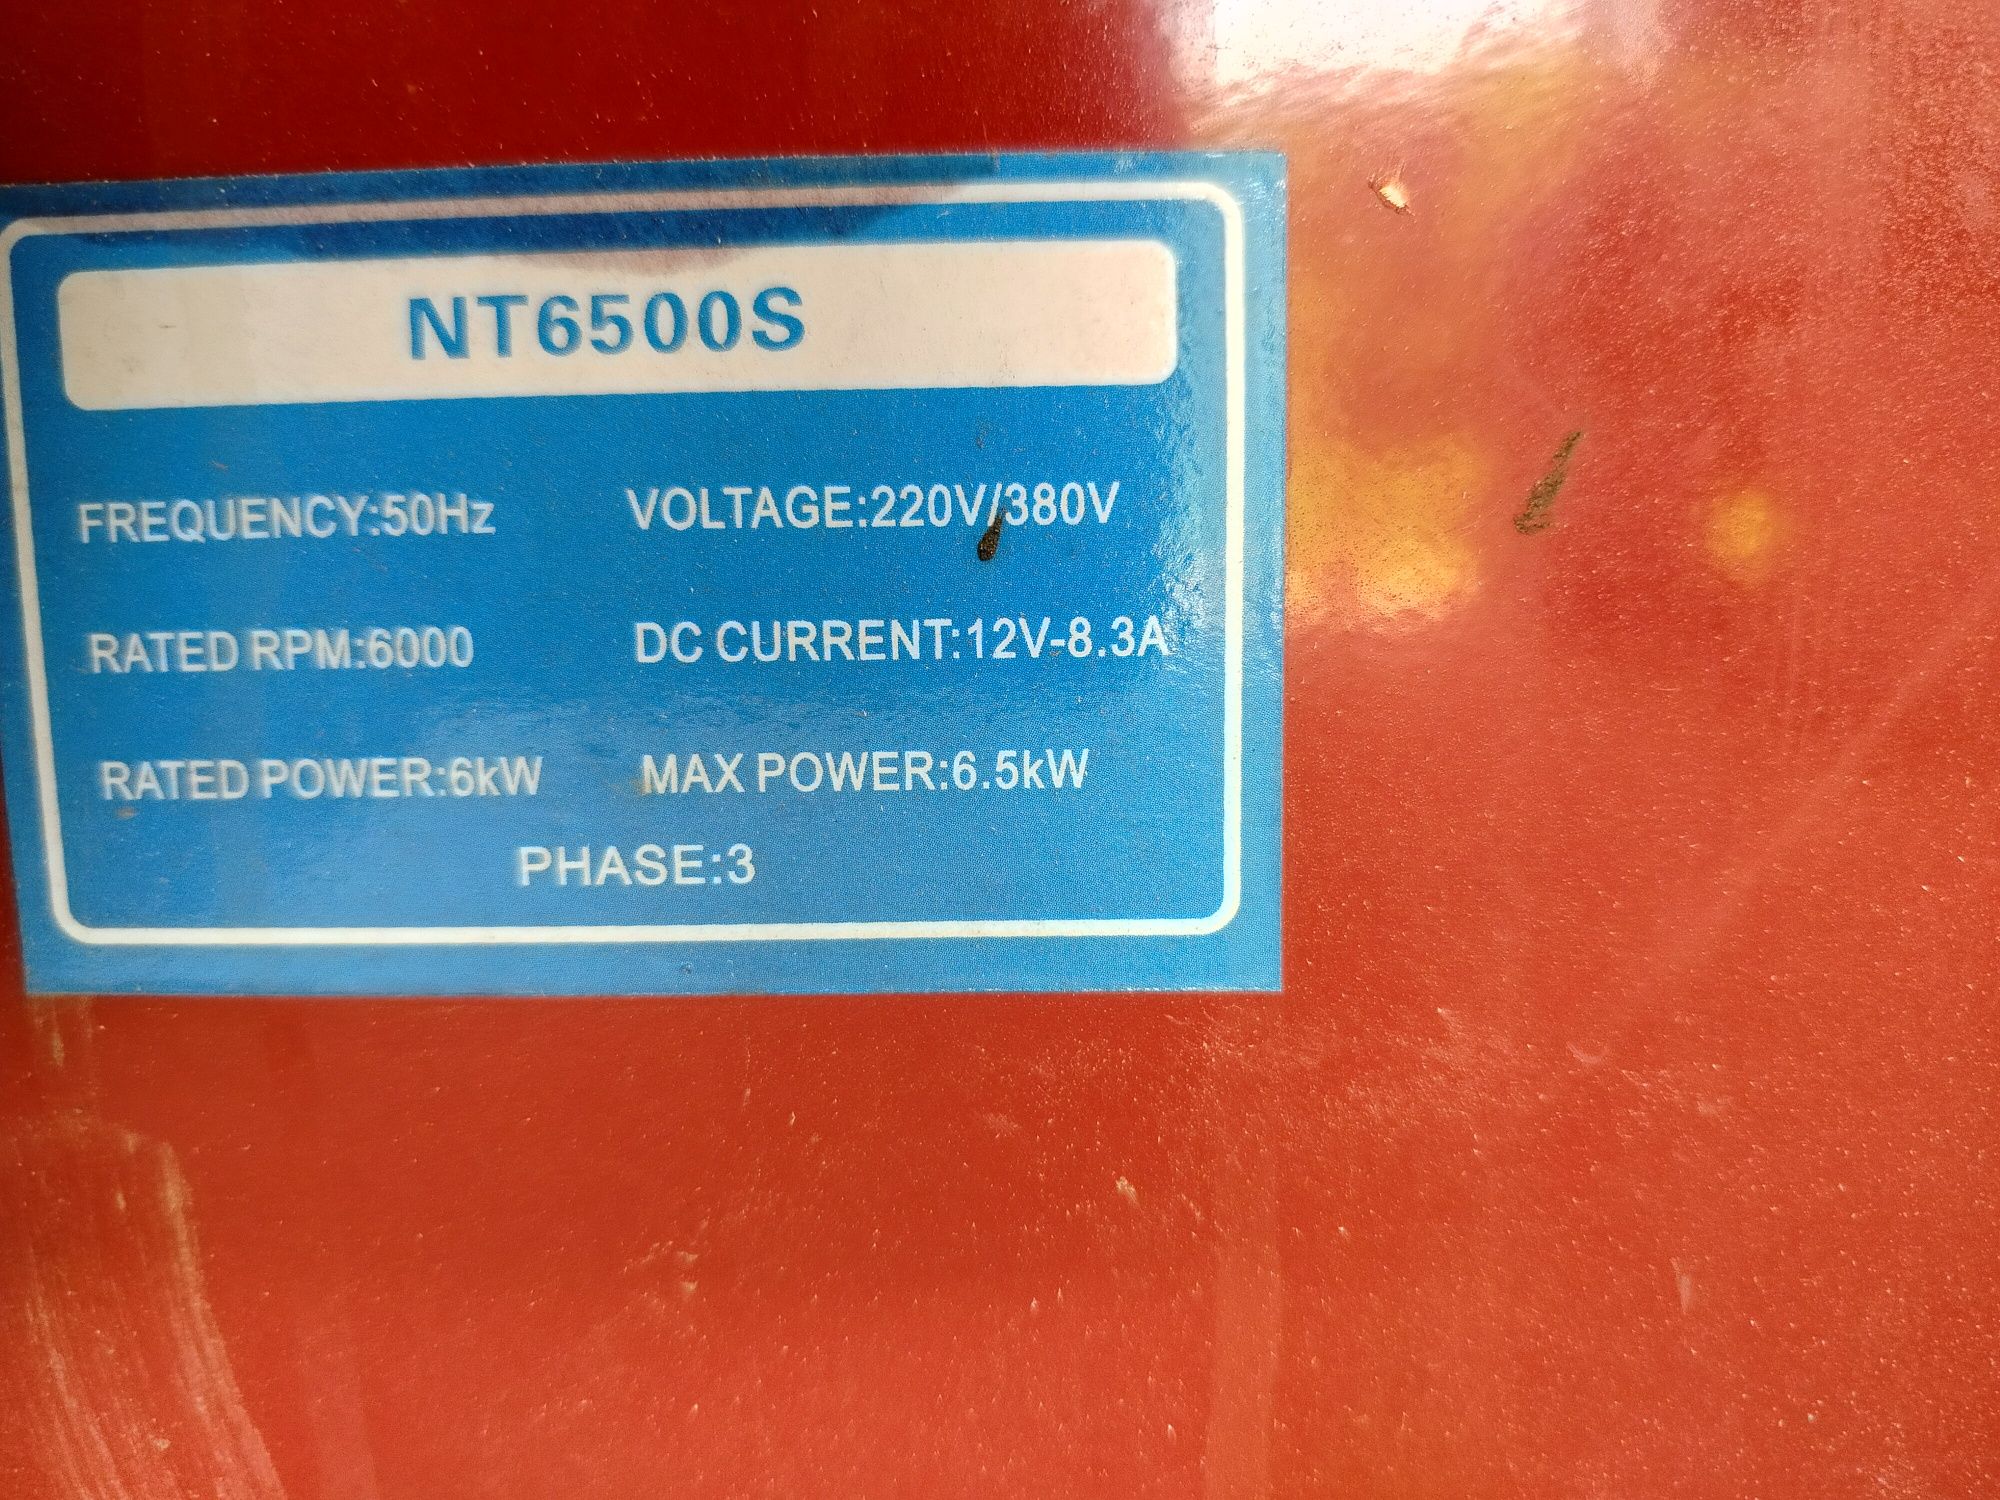 NT6500S
FREQUENCY:50Hz VOLTAGE:220V/380V
RATED RPM:6000 DC CURRENT:12V-8.3A
RATED POWER:6kW MAX POWER:6.5kW
PHASE:3